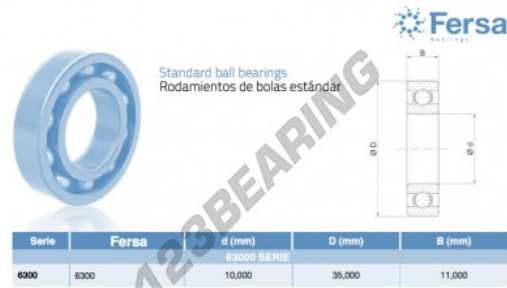 Fersa
Bearings
Standard ball bearings
Rodamientos de bolas estándar
B
Ø D
Ø d
123BEARING
Serie Fersa d (mm) D (mm) B (mm)
63000 SERIE
6300 6300 10,000 35,000 11,000